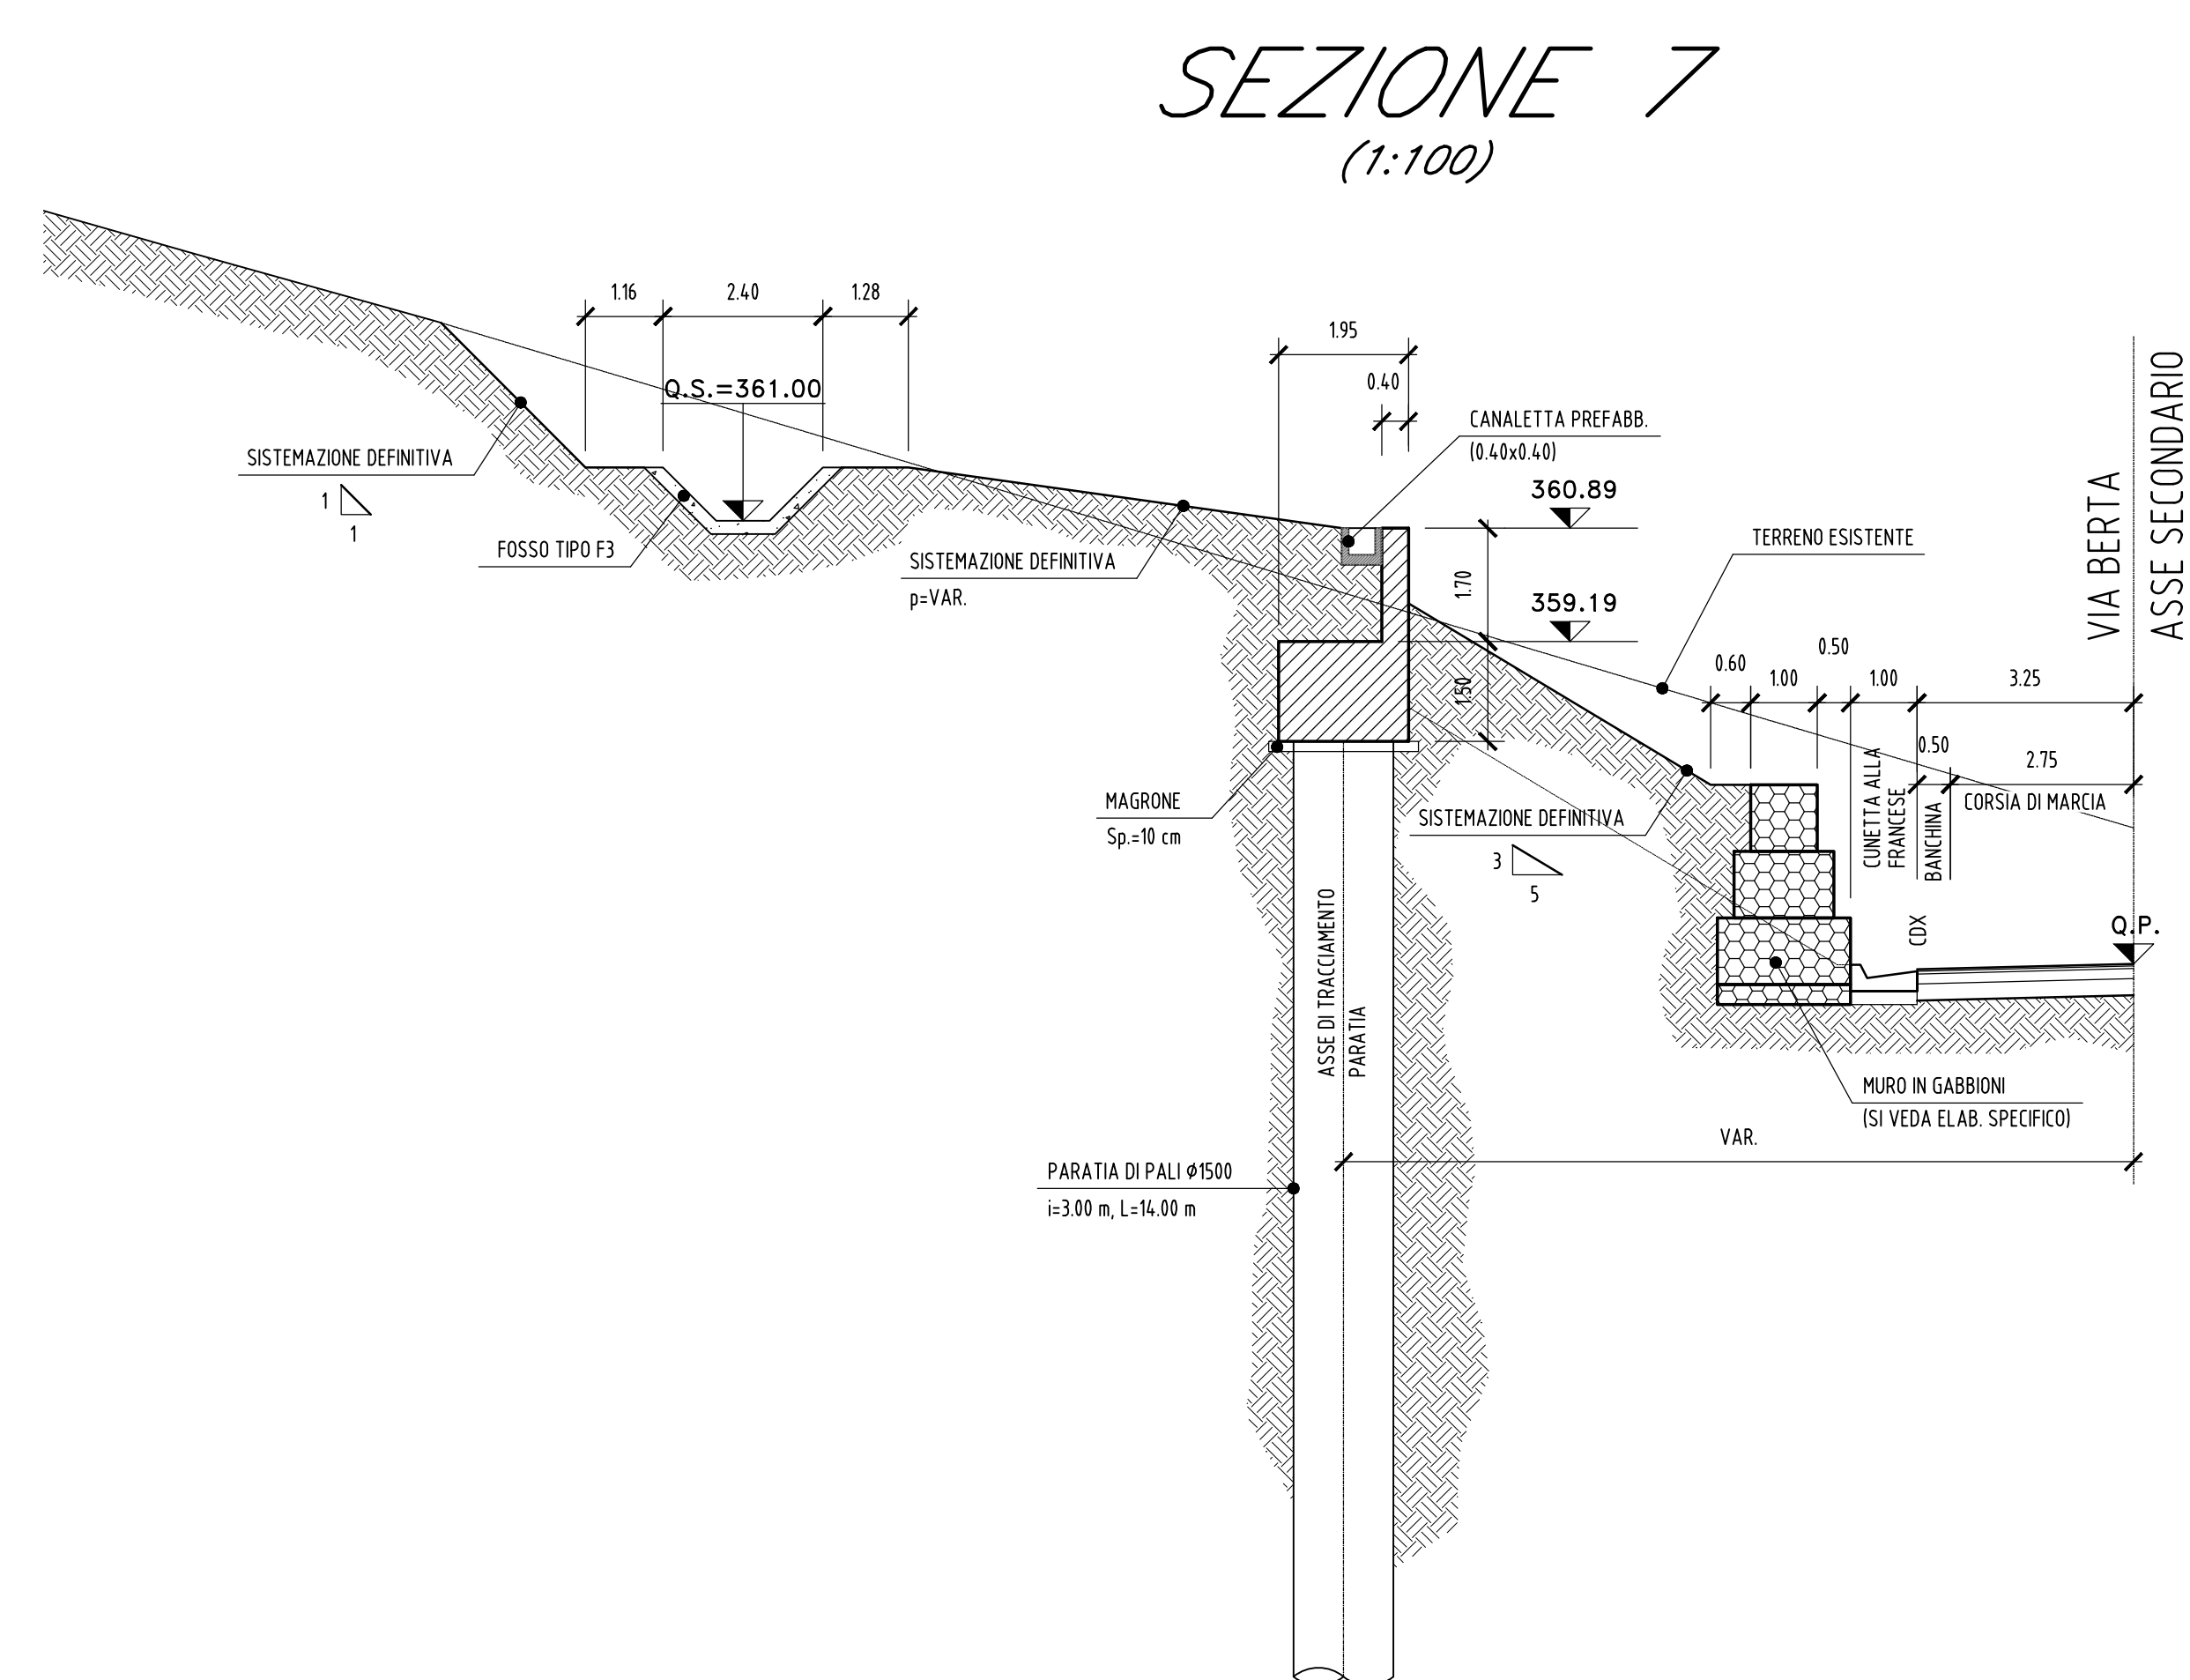 SEZIONE 7
(1:100)
1.16
2.40
1.28
Q.S.=361.00
SISTEMAZIONE DEFINITIVA
1
1
FOSSO TIPO F3
SISTEMAZIONE DEFINITIVA
p=VAR.
1.95
0.40
CANALETTA PREFABB.
(0.40x0.40)
360.89
359.19
1.70
1.50
TERRENO ESISTENTE
VIA BERTA
ASSE SECONDARIO
0.60
1.00
0.50
1.00
3.25
0.50
2.75
CUNETTA ALLA
FRANCESE
BANCHINA
CORSIA DI MARCIA
CDX
Q.P.
MAGRONE
Sp.=10 cm
SISTEMAZIONE DEFINITIVA
3
5
ASSE DI TRACCIAMENTO
PARATIA
MURO IN GABBIONI
(SI VEDA ELAB. SPECIFICO)
VAR.
PARATIA DI PALI Ø1500
i=3.00 m, L=14.00 m